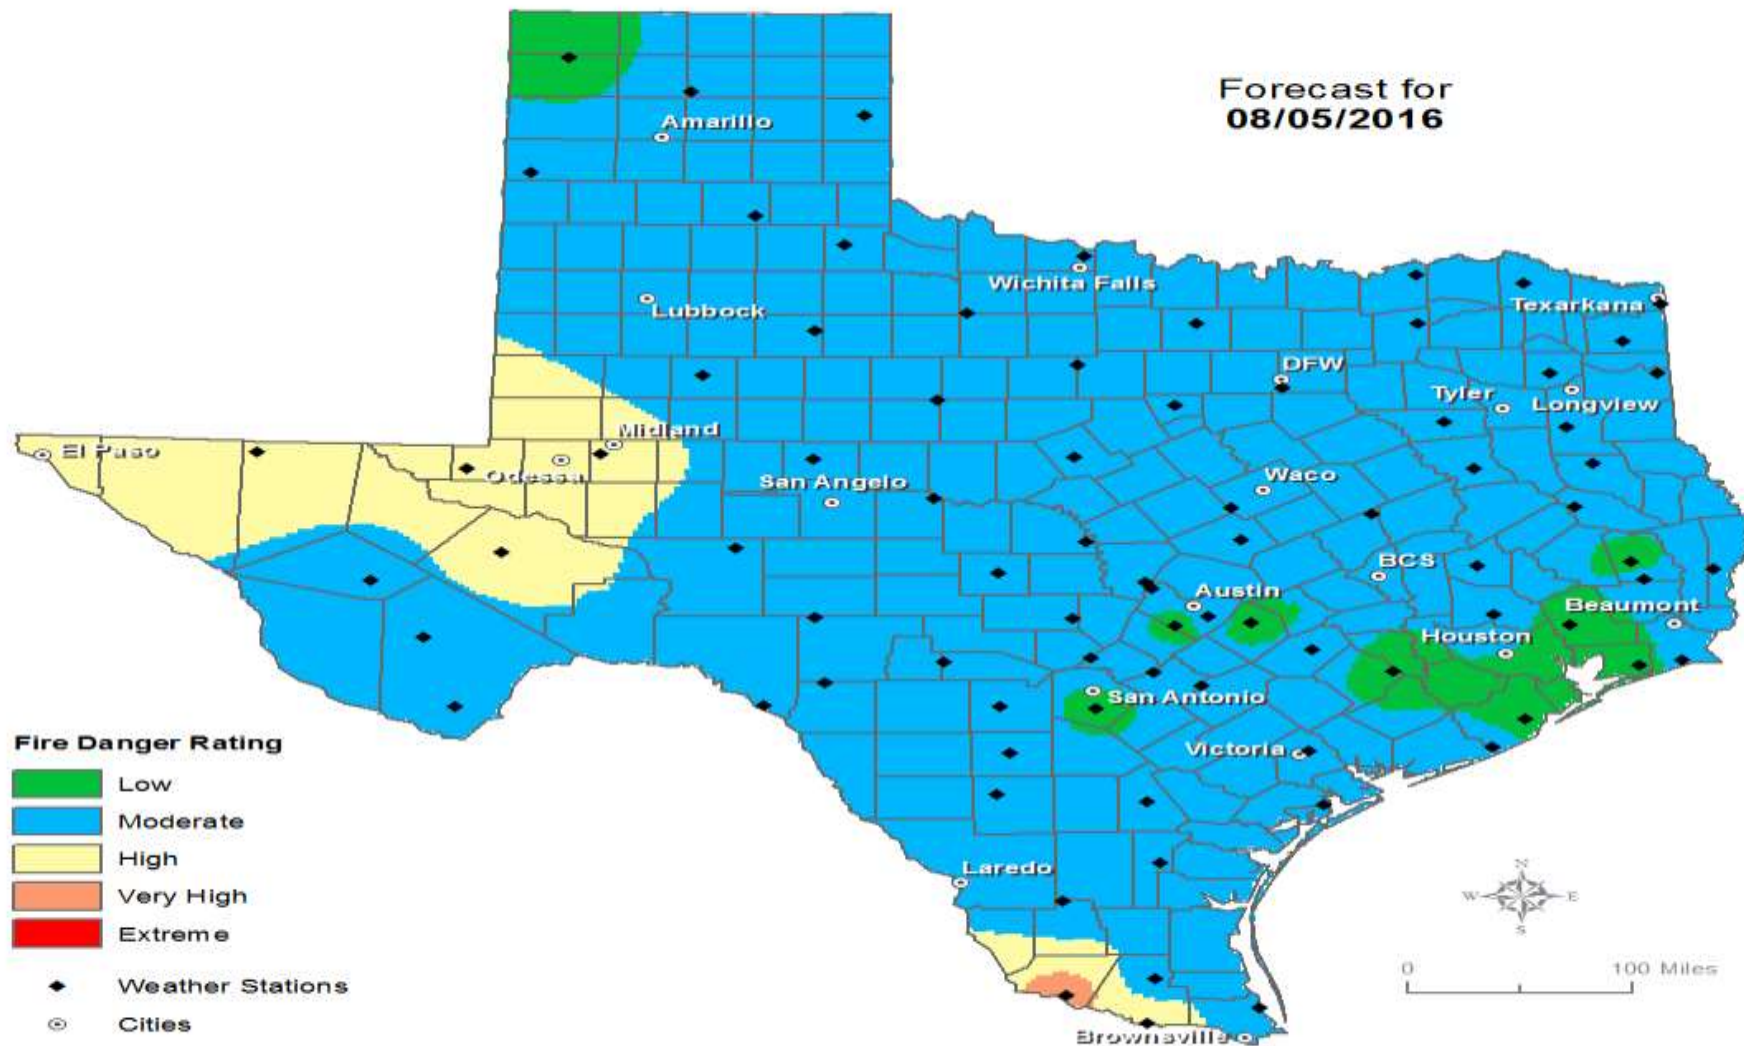 Forecast for
08/05/2016
Amarillo
Wichita Falls
Lubbock
Texarkana
DFW
Tyler
Longview
Midland
El Paso
Odessa
San Angelo
Waco
BCS
Austin
Beaumont
Houston
San Antonio
Victoria
Laredo
Brownsville
Fire Danger Rating
Low
Moderate
High
Very High
Extreme
Weather Stations
Cities
N
W E
S
0 100 Miles